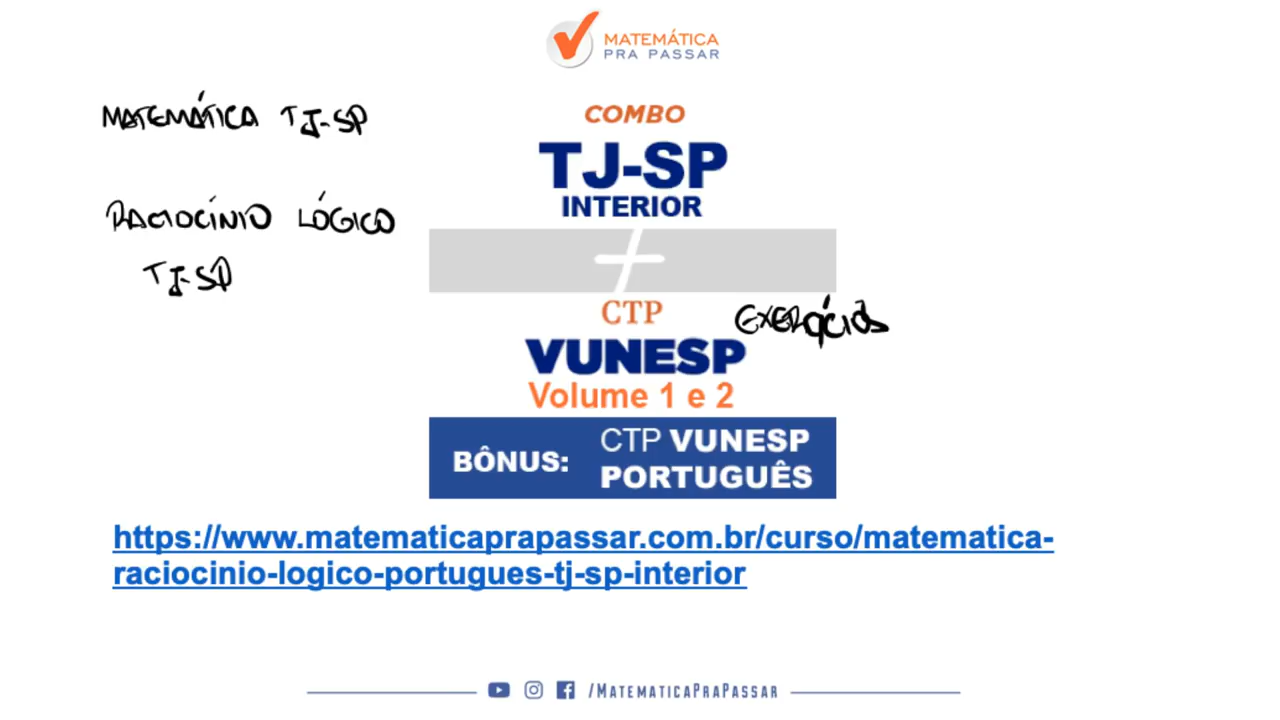 MATEMÁTICA
PRA PASSAR
MATEMÁTICA TJ-SP
COMBO
TJ-SP
INTERIOR
RACIOCÍNIO LÓGICO
TJ-SP
+
CTP
EXERCÍCIOS
VUNESP
Volume 1 e 2
BÔNUS: CTP VUNESP
PORTUGUÊS
https://www.matematicaprapassar.com.br/curso/matematica-
raciocinio-logico-portugues-tj-sp-interior
/MATEMATICAPRAPASSAR